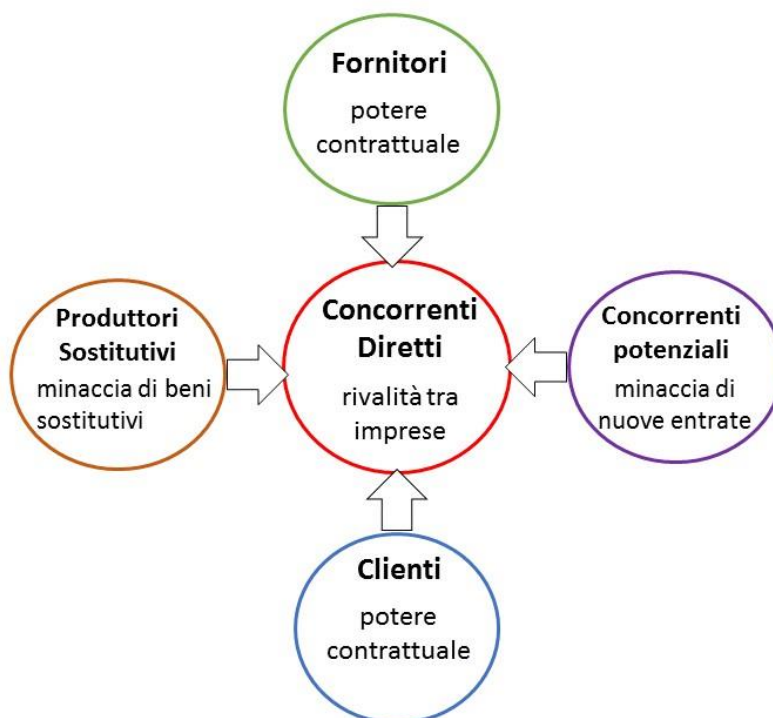 Fornitori
potere
contrattuale
Produttori
Sostitutivi
minaccia di beni
sostitutivi
Concorrenti
Diretti
rivalità tra
imprese
Concorrenti
potenziali
minaccia di
nuove entrate
Clienti
potere
contrattuale